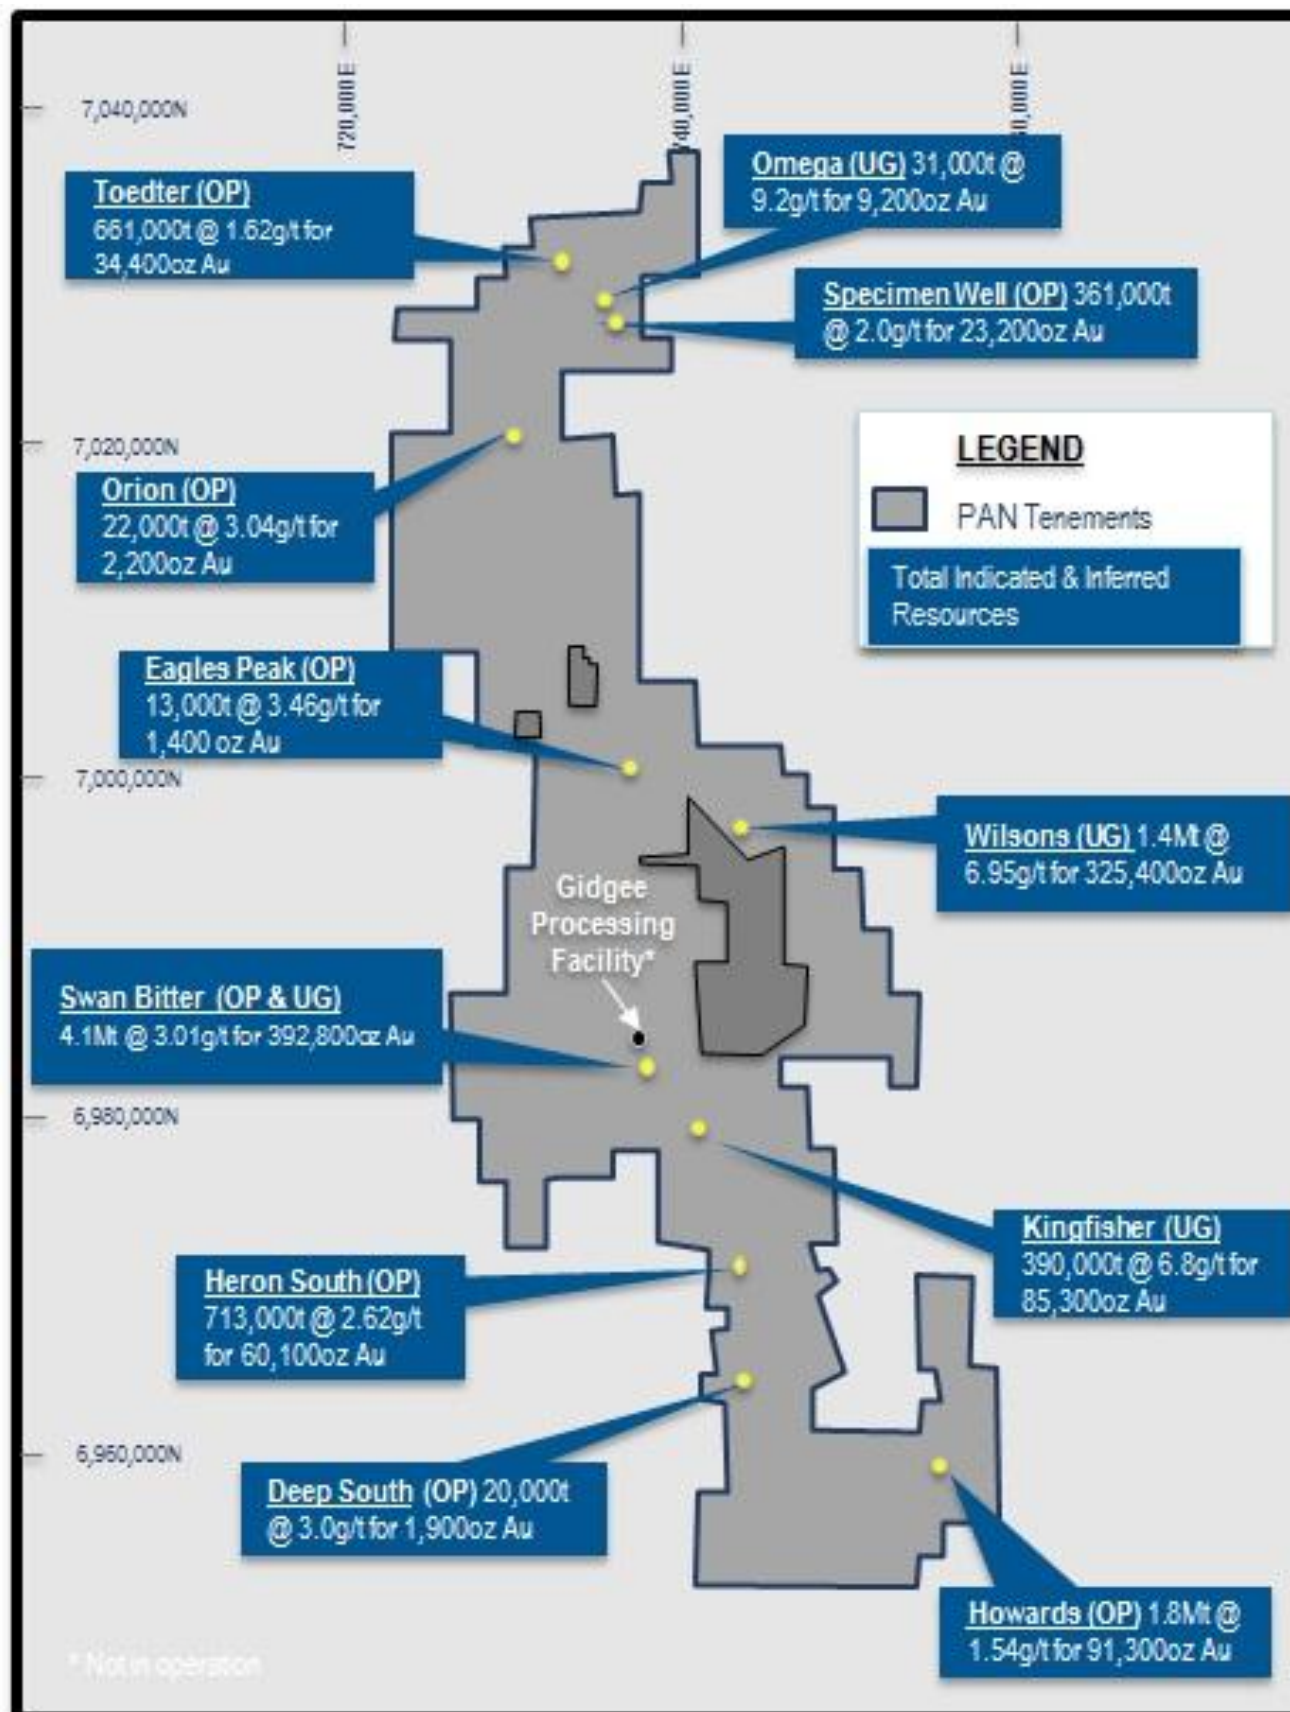 720,000 E
7,040,000N
Omega (UG) 31,000t @
9.2g/t for 9,200oz Au
Toedter (OP)
661,000t @ 1.62g/t for
34,400oz Au
Specimen Well (OP) 361,000t
@ 2.0g/t for 23,200oz Au
LEGEND
PAN Tenements
Total Indicated & Inferred
Resources
7,020,000N
Orion (OP)
22,000t @ 3.04g/t for
2,200oz Au
Eagles Peak (OP)
13,000t @ 3.46g/t for
1,400 oz Au
7,000,000N
Wilsons (UG) 1.4Mt @
6.95g/t for 325,400oz Au
Gidgee
Processing
Facility*
Swan Bitter (OP & UG)
4.1Mt @ 3.01g/t for 392,800oz Au
6,980,000N
Kingfisher (UG)
390,000t @ 6.8g/t for
85,300oz Au
Heron South (OP)
713,000t @ 2.62g/t
for 60,100oz Au
6,960,000N
Deep South (OP) 20,000t
@ 3.0g/t for 1,900oz Au
Howards (OP) 1.8Mt @
1.54g/t for 91,300oz Au
* Not in operation